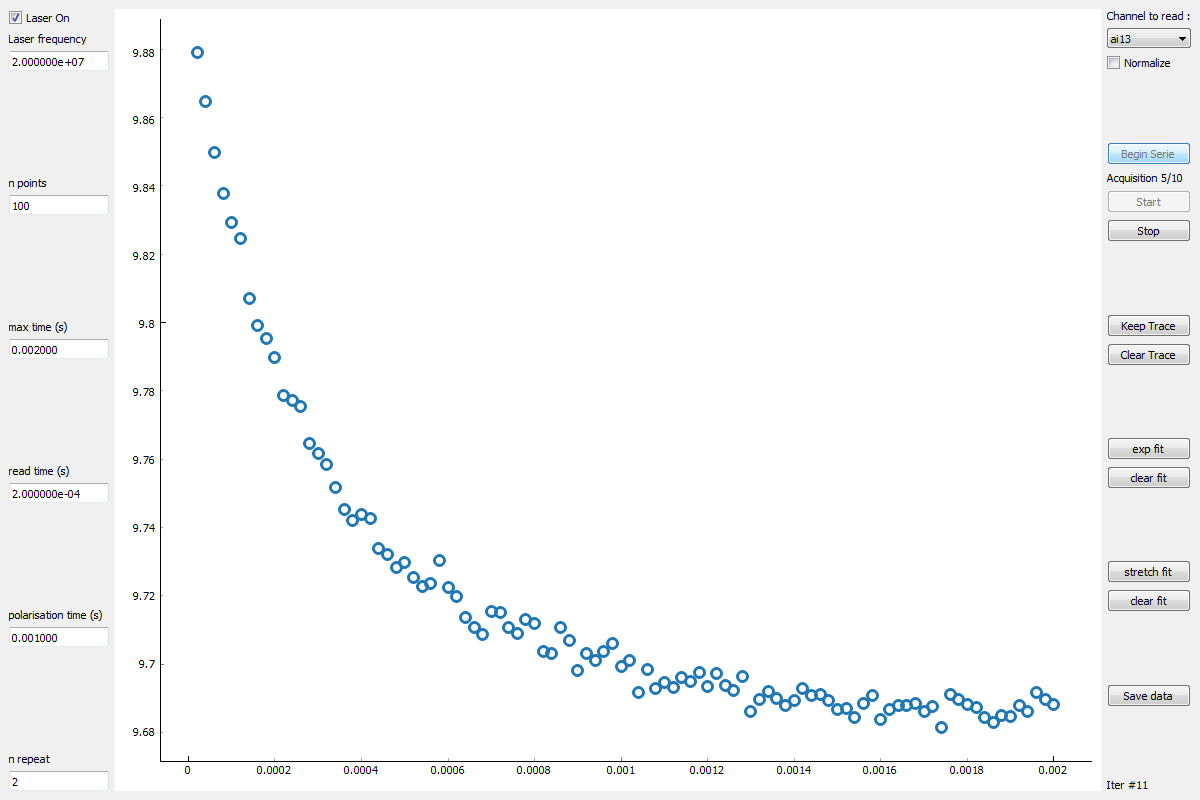 Laser On
Laser frequency
2.000000e+07
n points
100
max time (s)
0.002000
read time (s)
2.000000e-04
polarisation time (s)
0.001000
n repeat
2
9.88
9.86
9.84
9.82
9.8
9.78
9.76
9.74
9.72
9.7
9.68
0 0.0002 0.0004 0.0006 0.0008 0.001 0.0012 0.0014 0.0016 0.0018 0.002
Channel to read :
ai13
Normalize
Begin Serie
Acquisition 5/10
Start
Stop
Keep Trace
Clear Trace
exp fit
clear fit
stretch fit
clear fit
Save data
Iter #11